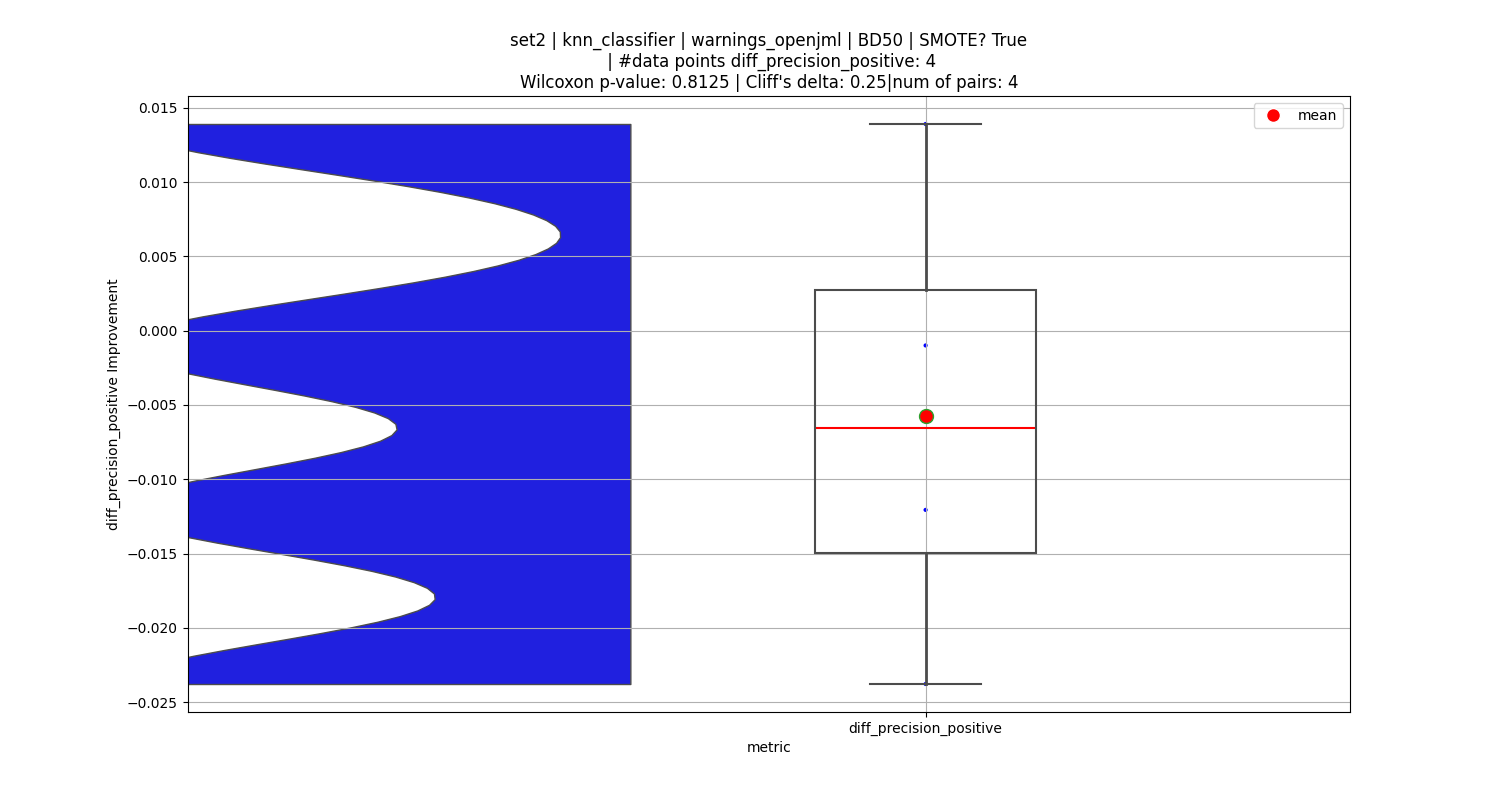 set2 | knn_classifier | warnings_openjml | BD50 | SMOTE? True
| #data points diff_precision_positive: 4
Wilcoxon p-value: 0.8125 | Cliff's delta: 0.25|num of pairs: 4
mean
0.015
0.010
0.005
0.000
−0.005
−0.010
−0.015
−0.020
−0.025
diff_precision_positive Improvement
diff_precision_positive
metric